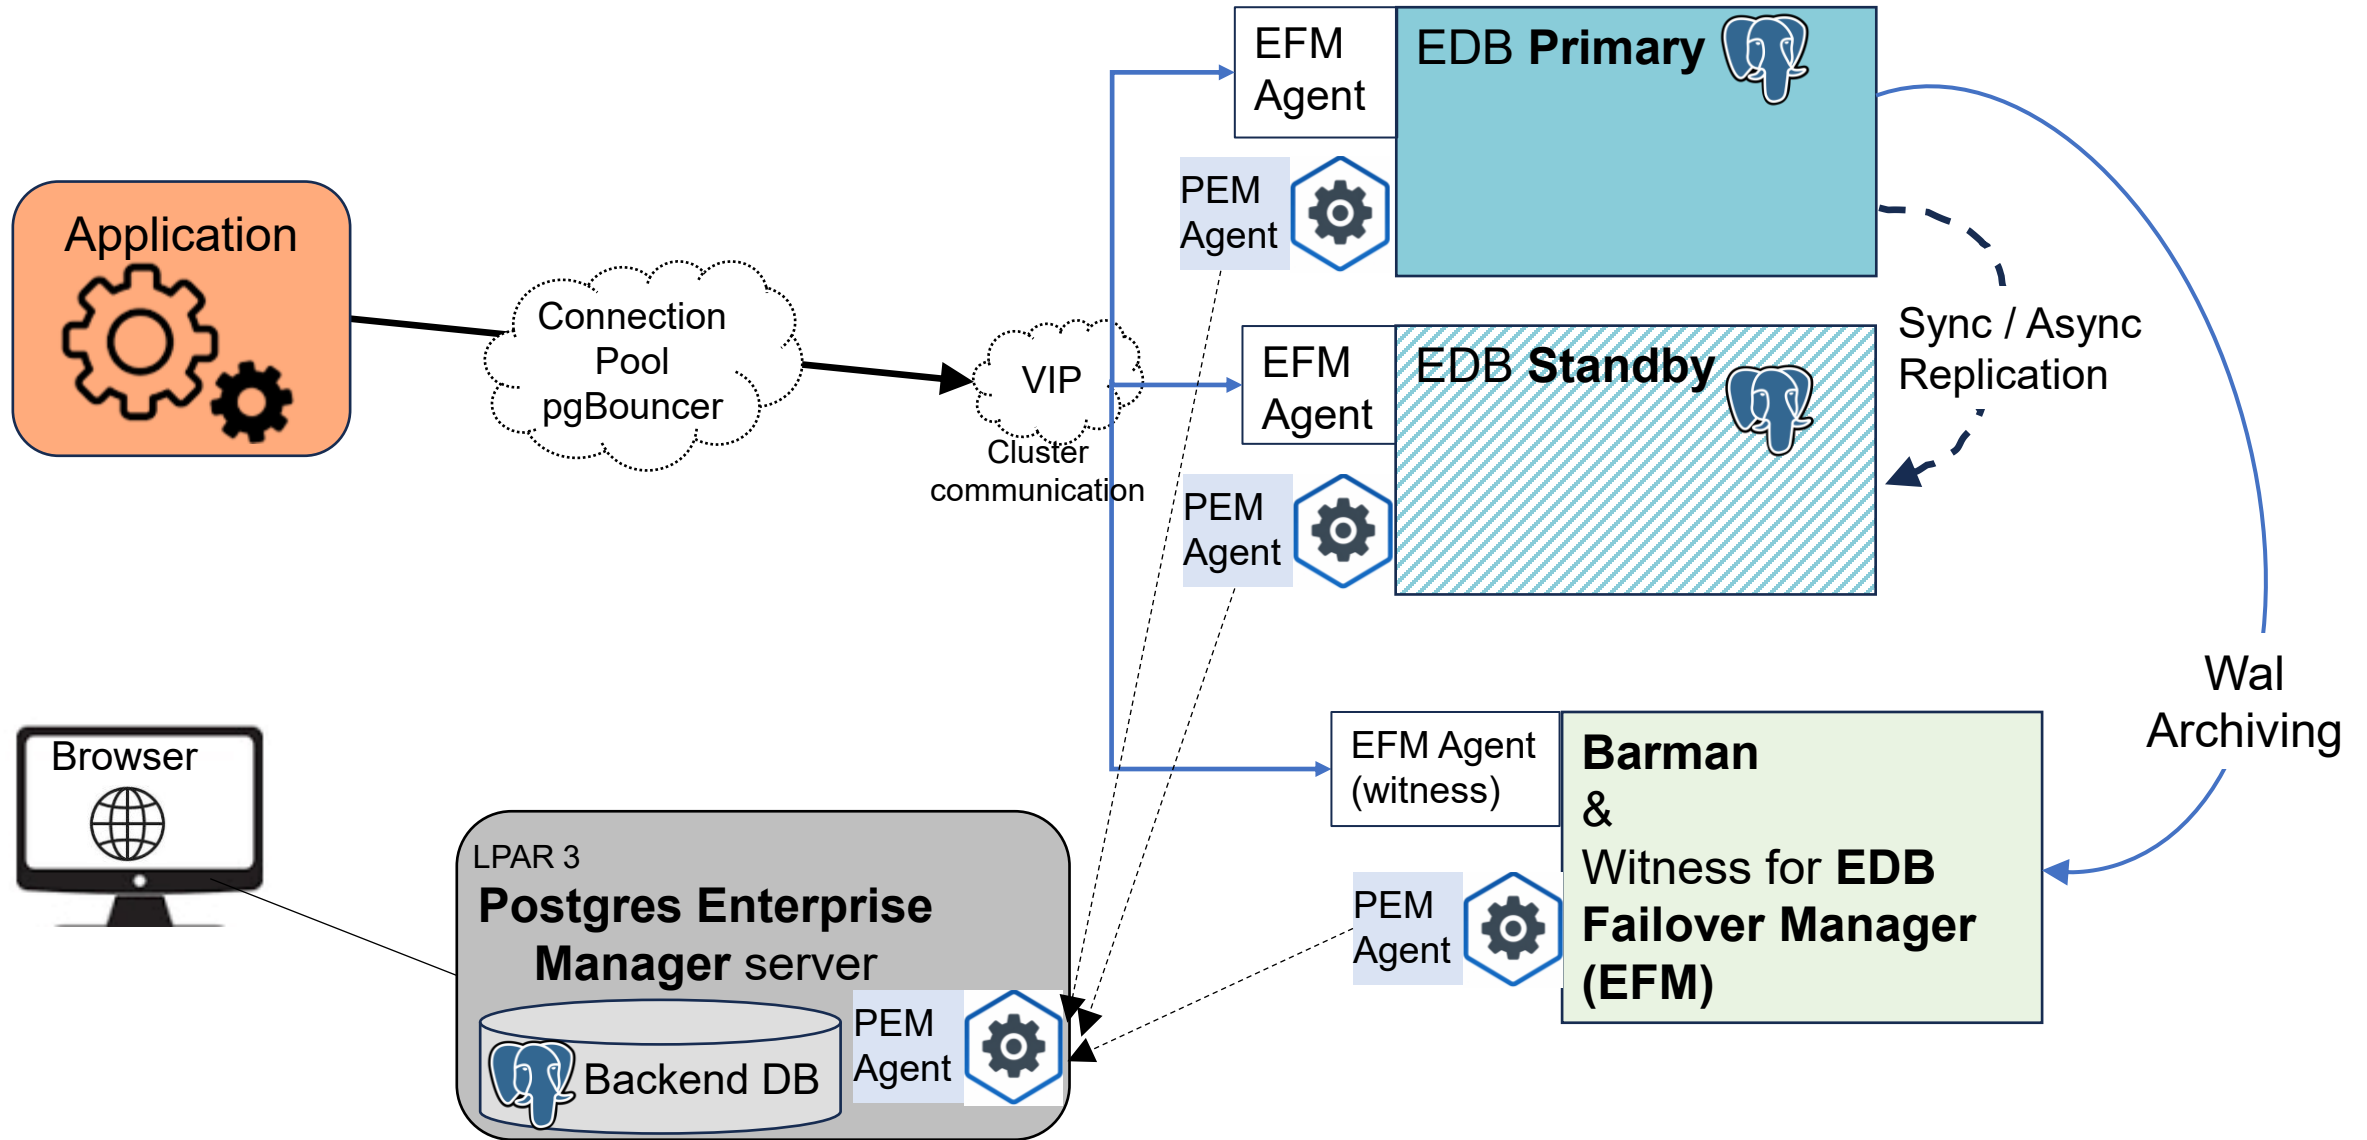 EFM
Agent
EDB Primary
PEM
Agent
Application
Connection
Pool
pgBouncer
VIP
Cluster
communication
EFM
Agent
EDB Standby
Sync / Async
Replication
PEM
Agent
Wal
Archiving
Browser
EFM Agent
(witness)
Barman
&
Witness for EDB
Failover Manager
(EFM)
PEM
Agent
LPAR 3
Postgres Enterprise
Manager server
Backend DB
PEM
Agent